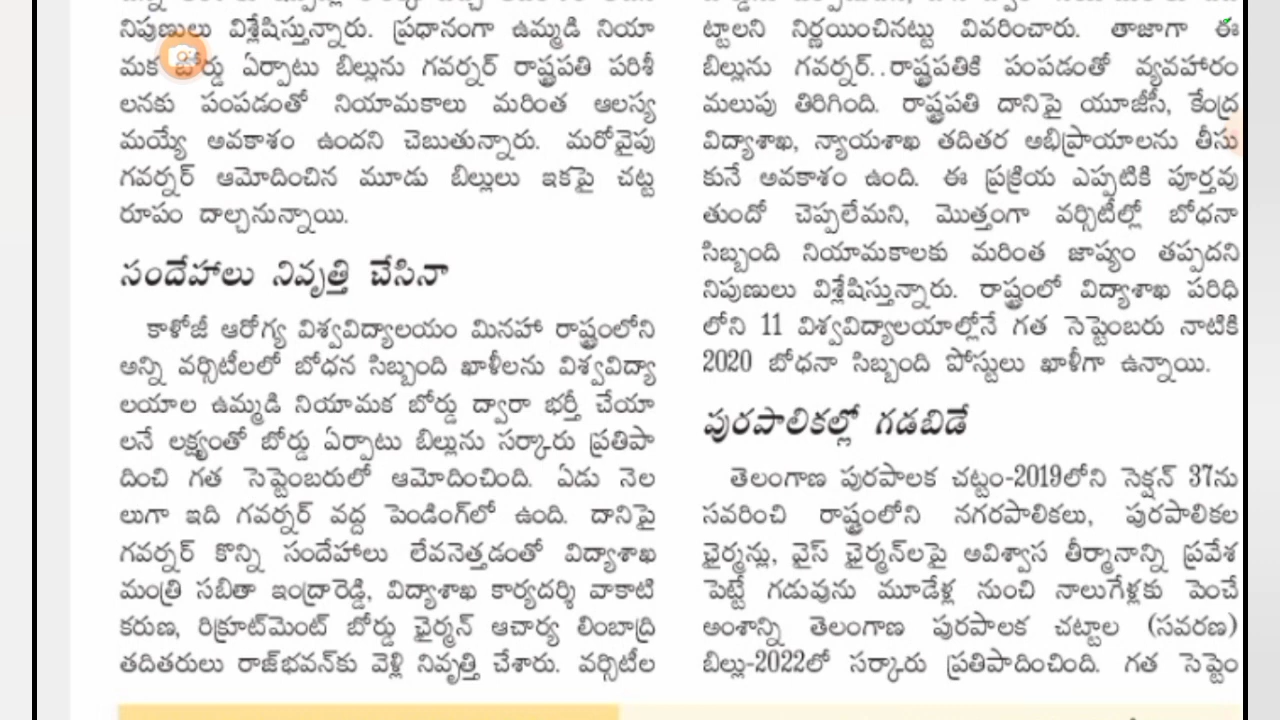 నిపుణులు విశ్లేషిస్తున్నారు. ప్రధానంగా ఉమ్మడి నియా
మక బోర్డు ఏర్పాటు బిల్లును గవర్నర్ రాష్ట్రపతి పరిశీ
లనకు పంపడంతో నియామకాలు మరింత ఆలస్య
మయ్యే అవకాశం ఉందని చెబుతున్నారు. మరోవైపు
గవర్నర్ ఆమోదించిన మూడు బిల్లులు ఇకపై చట్ట
రూపం దాల్చనున్నాయి.
సందేహాలు నివృత్తి చేసినా
కాళోజీ ఆరోగ్య విశ్వవిద్యాలయం మినహా రాష్ట్రంలోని
అన్ని వర్సిటీలలో బోధన సిబ్బంది ఖాళీలను విశ్వవిద్యా
లయాల ఉమ్మడి నియామక బోర్డు ద్వారా భర్తీ చేయా
లనే లక్ష్యంతో బోర్డు ఏర్పాటు బిల్లును సర్కారు ప్రతిపా
దించి గత సెప్టెంబరులో ఆమోదించింది. ఏడు నెల
లుగా ఇది గవర్నర్ వద్ద పెండింగ్‌లో ఉంది. దానిపై
గవర్నర్ కొన్ని సందేహాలు లేవనెత్తడంతో విద్యాశాఖ
మంత్రి సబితా ఇంద్రారెడ్డి, విద్యాశాఖ కార్యదర్శి వాకాటి
కరుణ, రిక్రూట్‌మెంట్ బోర్డు ఛైర్మన్ ఆచార్య లింబాద్రి
తదితరులు రాజ్‌భవన్‌కు వెళ్లి నివృత్తి చేశారు. వర్సిటీల
ట్టాలని నిర్ణయించినట్టు వివరించారు. తాజాగా ఈ
బిల్లును గవర్నర్.. రాష్ట్రపతికి పంపడంతో వ్యవహారం
మలుపు తిరిగింది. రాష్ట్రపతి దానిపై యూజీసీ, కేంద్ర
విద్యాశాఖ, న్యాయశాఖ తదితర అభిప్రాయాలను తీసు
కునే అవకాశం ఉంది. ఈ ప్రక్రియ ఎప్పటికి పూర్తవు
తుందో చెప్పలేమని, మొత్తంగా వర్సిటీల్లో బోధనా
సిబ్బంది నియామకాలకు మరింత జాప్యం తప్పదని
నిపుణులు విశ్లేషిస్తున్నారు. రాష్ట్రంలో విద్యాశాఖ పరిధి
లోని 11 విశ్వవిద్యాలయాల్లోనే గత సెప్టెంబరు నాటికి
2020 బోధనా సిబ్బంది పోస్టులు ఖాళీగా ఉన్నాయి.
పురపాలికల్లో గడబిడే
తెలంగాణ పురపాలక చట్టం-2019లోని సెక్షన్ 37ను
సవరించి రాష్ట్రంలోని నగరపాలికలు, పురపాలికల
ఛైర్మన్లు, వైస్ ఛైర్మన్‌లపై అవిశ్వాస తీర్మానాన్ని ప్రవేశ
పెట్టే గడువును మూడేళ్ల నుంచి నాలుగేళ్లకు పెంచే
అంశాన్ని తెలంగాణ పురపాలక చట్టాల (సవరణ)
బిల్లు-2022లో సర్కారు ప్రతిపాదించింది. గత సెప్టెం